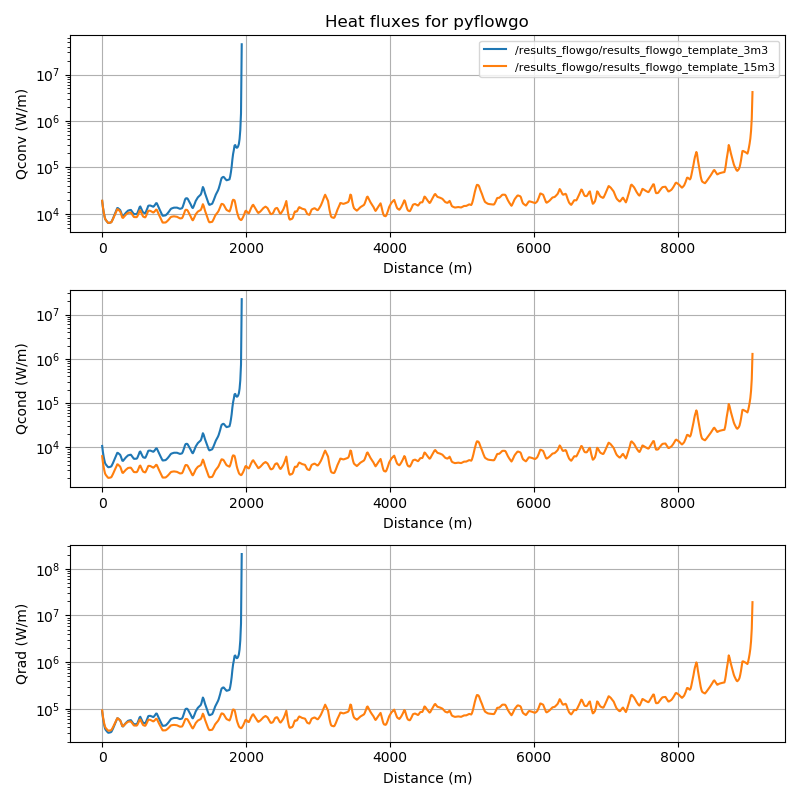 Heat fluxes for pyflowgo
/results_flowgo/results_flowgo_template_3m3
/results_flowgo/results_flowgo_template_15m3
Qconv (W/m)
10^7
10^6
10^5
10^4
0 2000 4000 6000 8000
Distance (m)
Qcond (W/m)
10^7
10^6
10^5
10^4
0 2000 4000 6000 8000
Distance (m)
Qrad (W/m)
10^8
10^7
10^6
10^5
0 2000 4000 6000 8000
Distance (m)